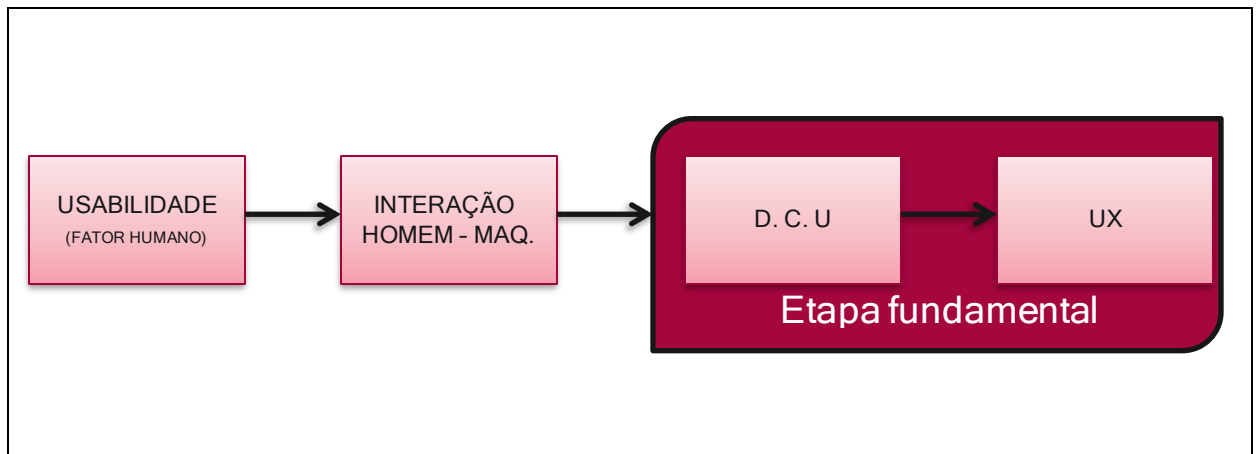 USABILIDADE
(FATOR HUMANO)
INTERAÇÃO
HOMEM - MAQ.
D. C. U
UX
Etapa fundamental